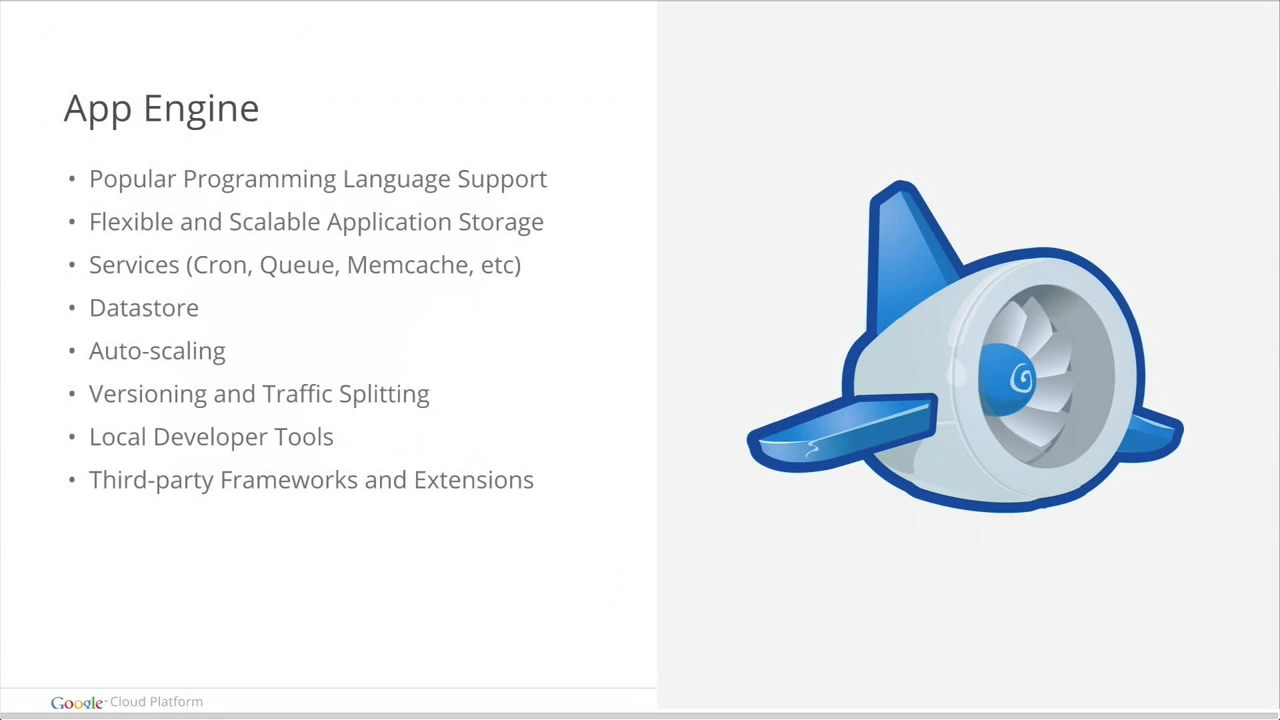 App Engine
• Popular Programming Language Support
• Flexible and Scalable Application Storage
• Services (Cron, Queue, Memcache, etc)
• Datastore
• Auto-scaling
• Versioning and Traffic Splitting
• Local Developer Tools
• Third-party Frameworks and Extensions
Google Cloud Platform